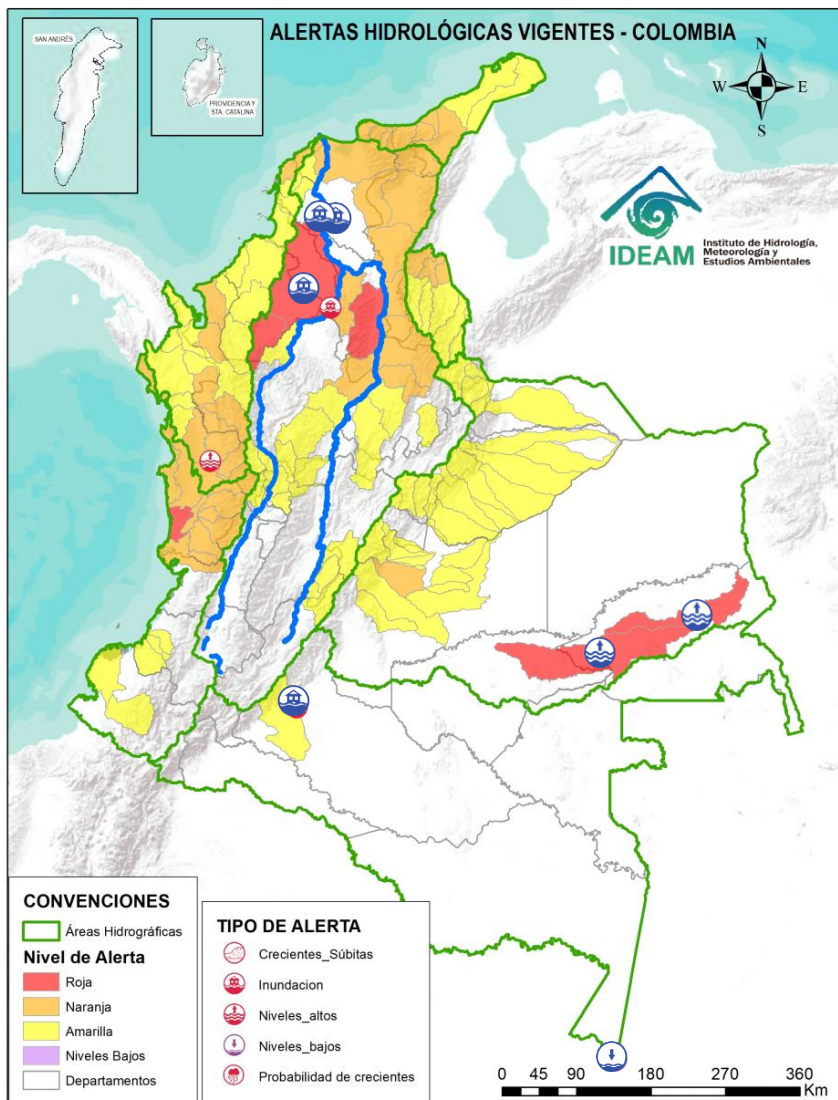 ALERTAS HIDROLÓGICAS VIGENTES - COLOMBIA
SAN ANDRÉS
PROVIDENCIA Y
STA. CATALINA
N
W
E
S
IDEAM
Instituto de Hidrología,
Meteorología y
Estudios Ambientales
CONVENCIONES
Áreas Hidrográficas
Nivel de Alerta
Roja
Naranja
Amarilla
Niveles Bajos
Departamentos
TIPO DE ALERTA
Crecientes_Súbitas
Inundacion
Niveles_altos
Niveles_bajos
Probabilidad de crecientes
0 45 90 180 270 360
Km